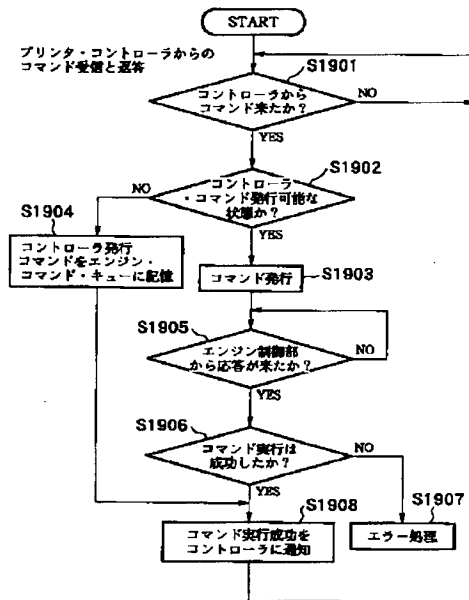 START
プリンタ・コントローラからの
コマンド受信と返答
S1901
コントローラから
コマンド来たか?
NO
YES
S1902
コントローラ
・コマンド発行可能な
状態か?
NO
YES
S1904
コントローラ発行
コマンドをエンジン・
コマンド・キューに記憶
S1903
コマンド発行
S1905
エンジン制御部
から応答が来たか?
NO
YES
S1906
コマンド実行は
成功したか?
NO
YES
S1908
コマンド実行成功を
コントローラに通知
S1907
エラー処理